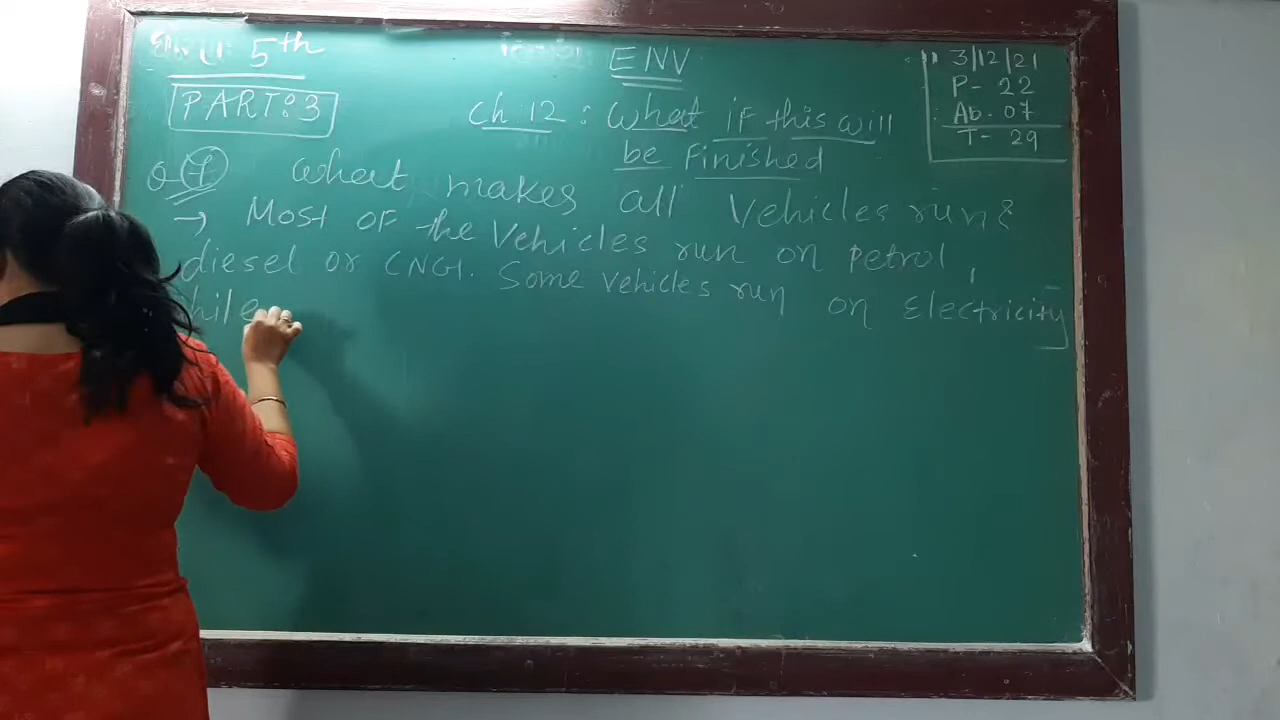 5th
PART:3
ENV
Ch 12 : What if this will
be Finished
3/12/21
P- 22
Ab. 07
T- 29
Q④ What makes all Vehicles run?
→ Most of the Vehicles run on petrol,
diesel or CNG. Some vehicles run on Electricity
hile